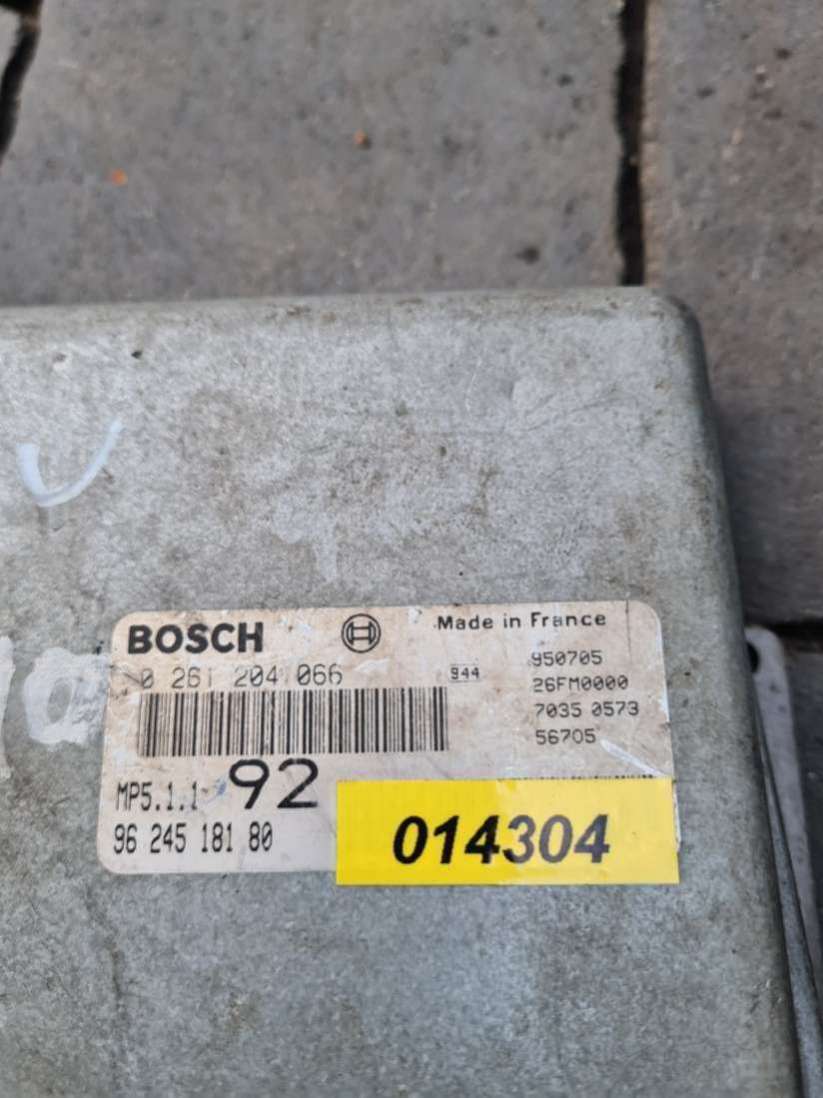 BOSCH
Made in France
0 261 204 066
944
950705
26FM0000
7035 0573
56705
MP5.1.1
92
96 245 181 80
014304